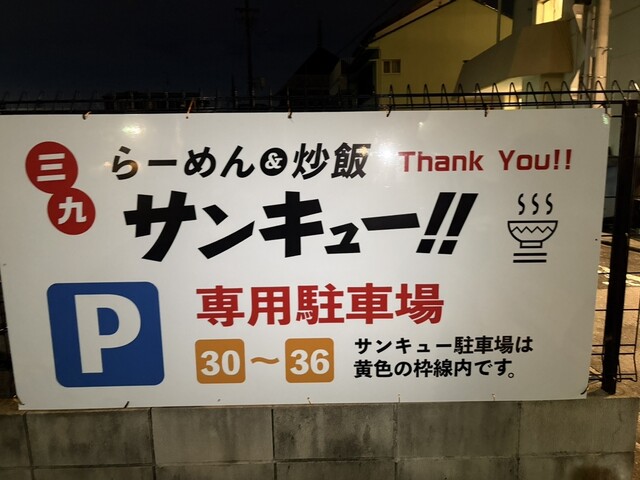 三九
らーめん&炒飯 Thank You!!
サンキュー!!
P 専用駐車場
30〜36
サンキュー駐車場は
黄色の枠線内です。